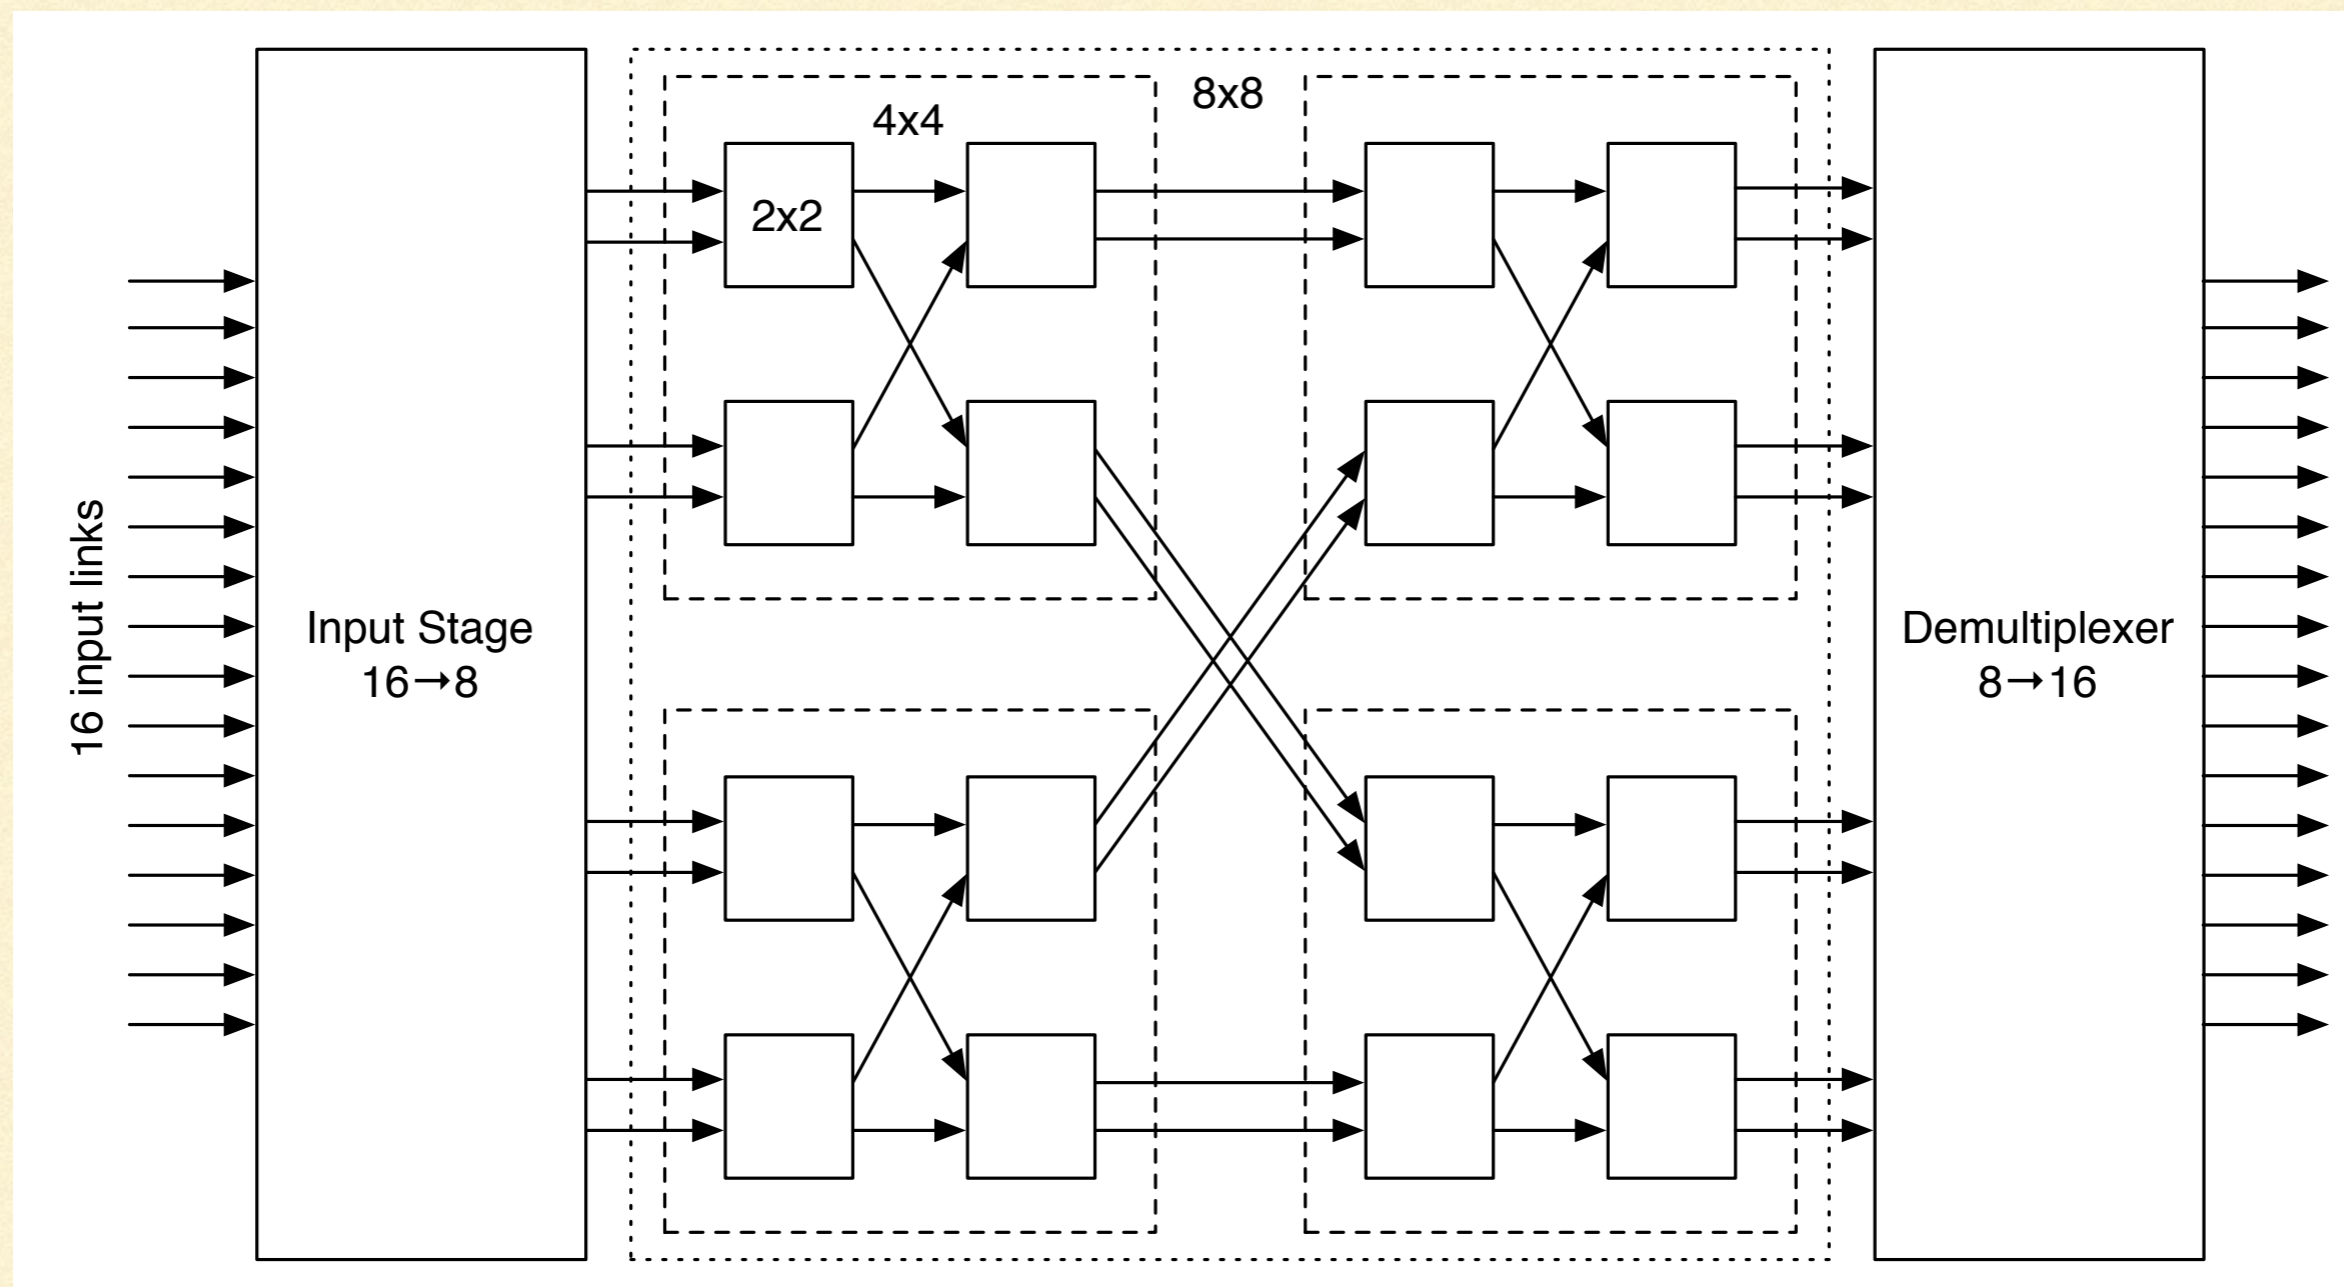 16 input links
Input Stage
16→8
4x4
8x8
2x2
Demultiplexer
8→16